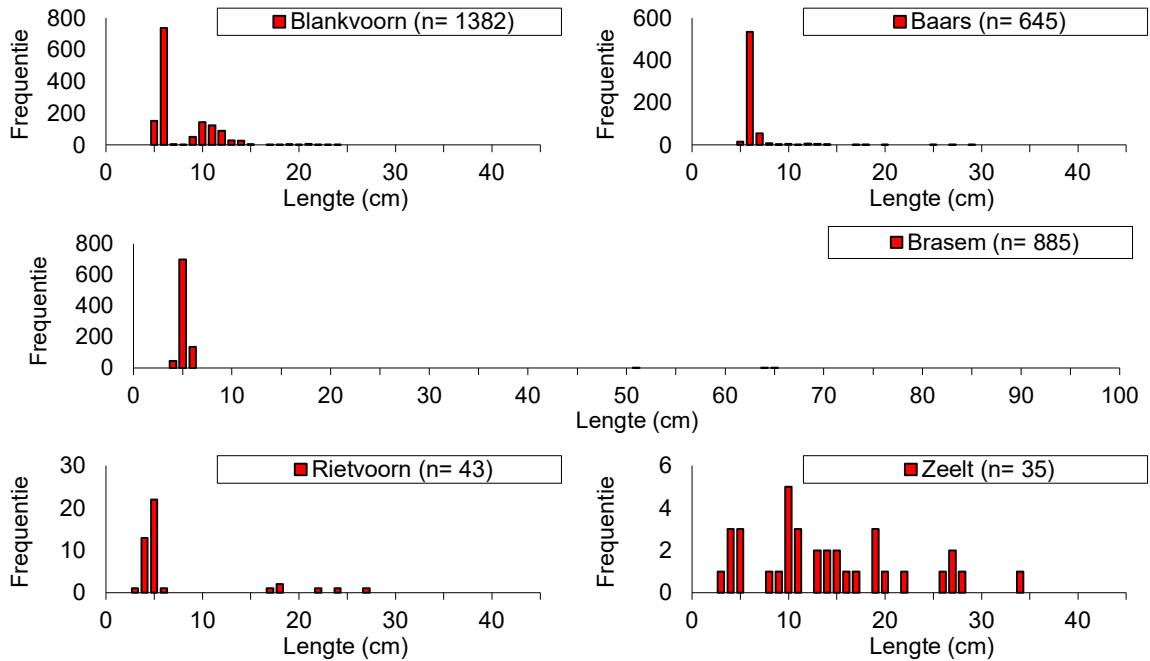 Blankvoorn (n= 1382)
Frequentie
800
600
400
200
0
0 10 20 30 40
Lengte (cm)
Baars (n= 645)
Frequentie
600
400
200
0
0 10 20 30 40
Lengte (cm)
Brasem (n= 885)
Frequentie
800
600
400
200
0
0 10 20 30 40 50 60 70 80 90 100
Lengte (cm)
Rietvoorn (n= 43)
Frequentie
30
20
10
0
0 10 20 30 40
Lengte (cm)
Zeelt (n= 35)
Frequentie
6
4
2
0
0 10 20 30 40
Lengte (cm)